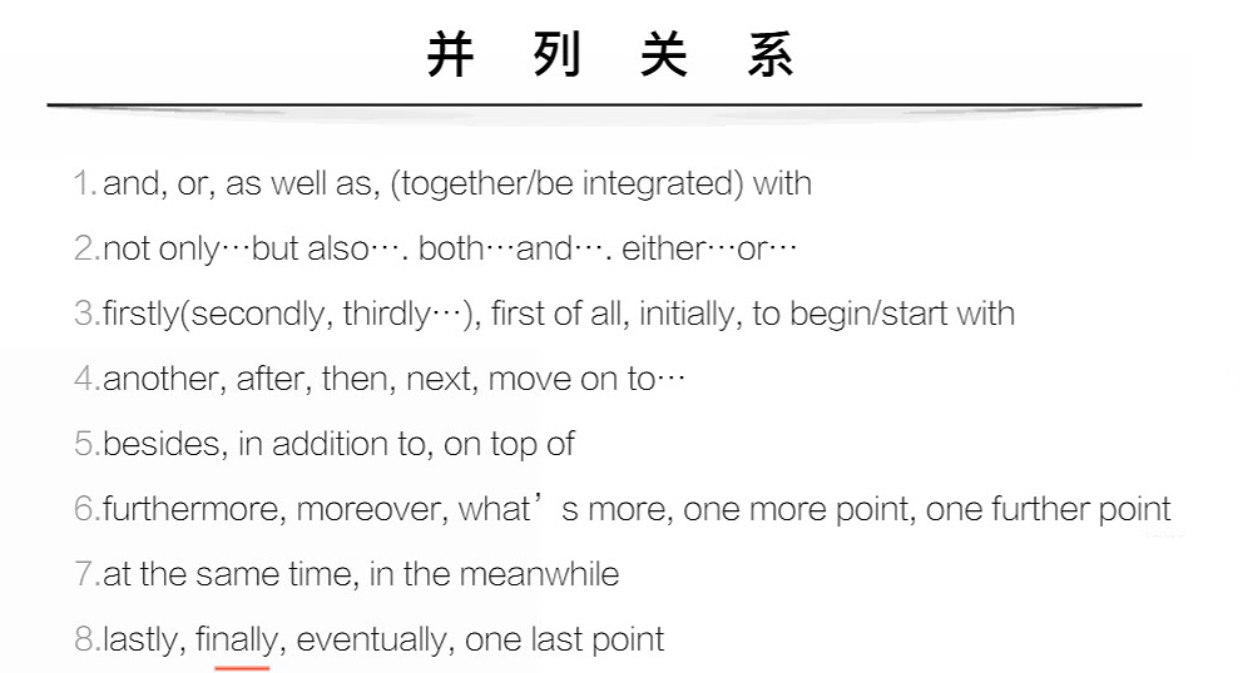 并列关系
1. and, or, as well as, (together/be integrated) with
2.not only…but also…. both…and…. either…or…
3.firstly(secondly, thirdly…), first of all, initially, to begin/start with
4.another, after, then, next, move on to…
5.besides, in addition to, on top of
6.furthermore, moreover, what’s more, one more point, one further point
7.at the same time, in the meanwhile
8.lastly, finally, eventually, one last point